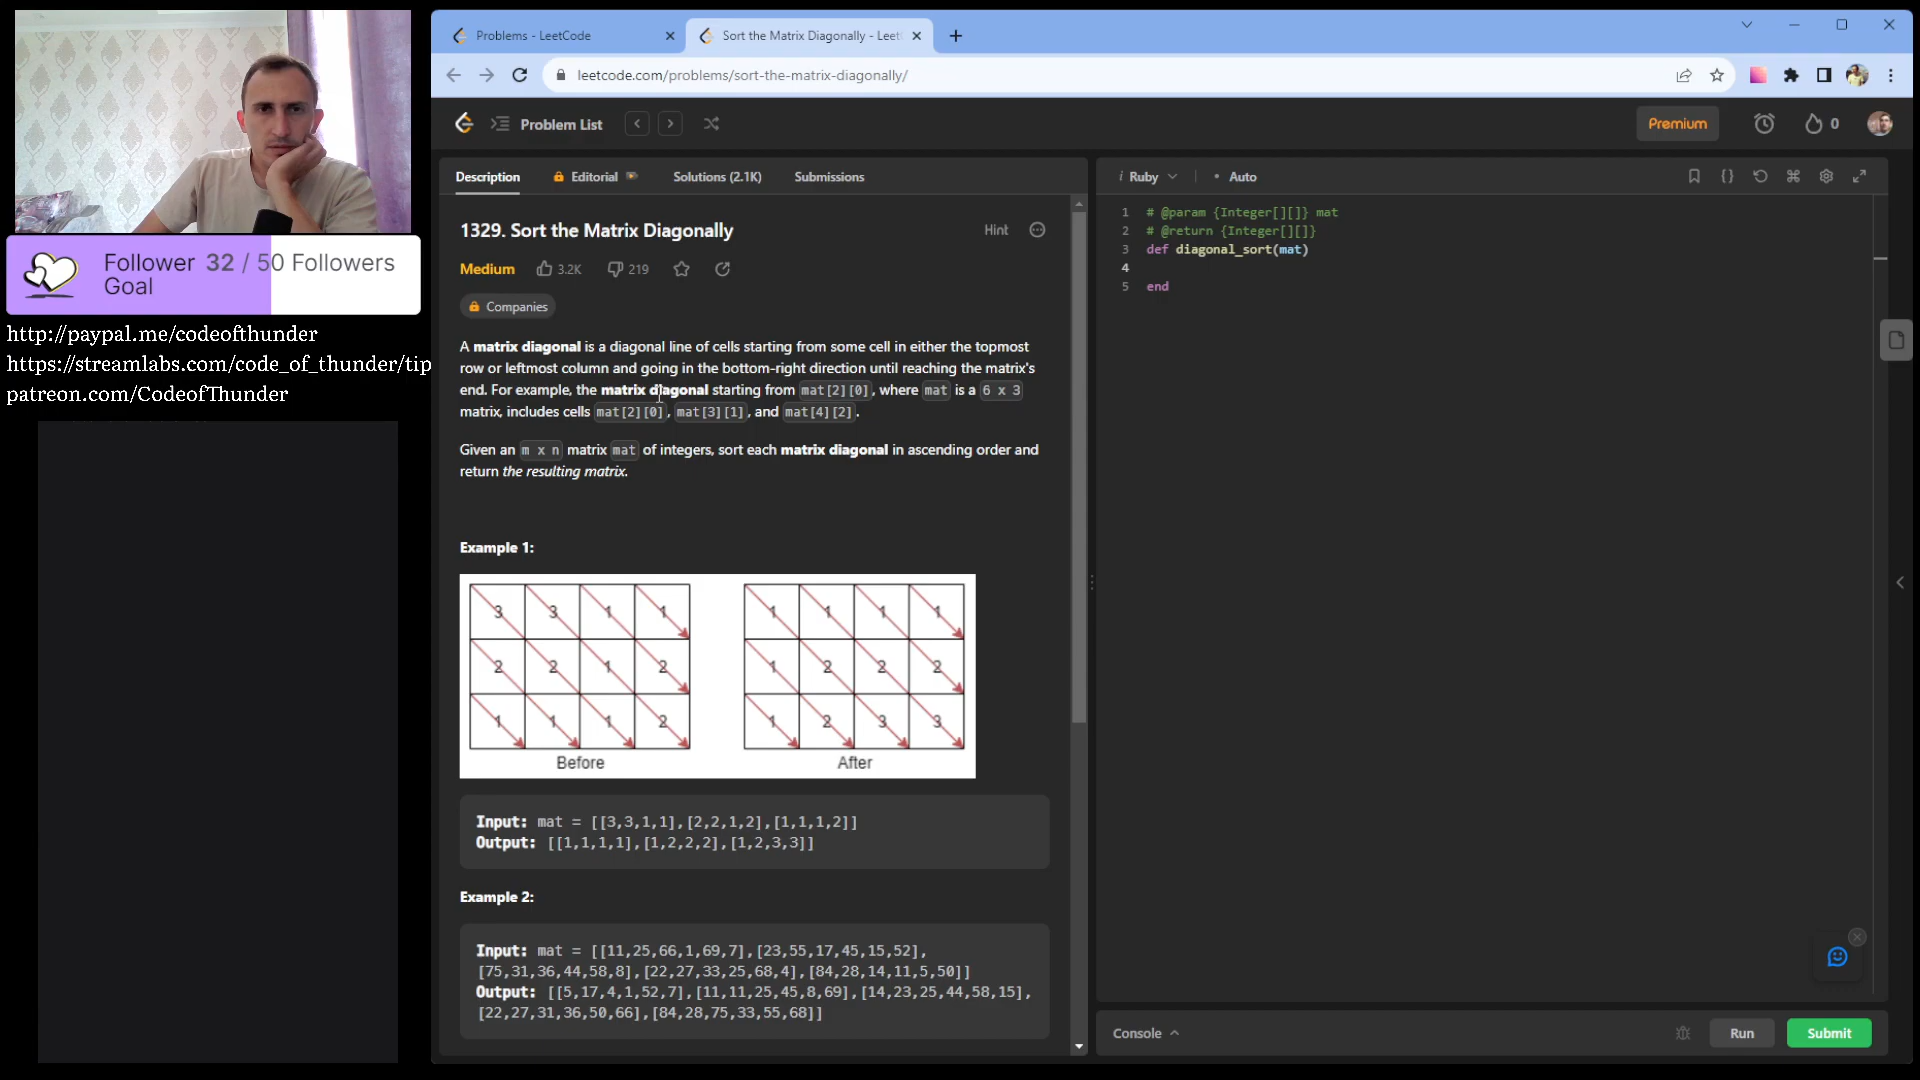 Problems - LeetCode
Sort the Matrix Diagonally - Leet
leetcode.com/problems/sort-the-matrix-diagonally/
Problem List
Premium
0
Description
Editorial
Solutions (2.1K)
Submissions
Ruby
Auto
1329. Sort the Matrix Diagonally
Hint
Medium
3.2K
219
Companies
A matrix diagonal is a diagonal line of cells starting from some cell in either the topmost
row or leftmost column and going in the bottom-right direction until reaching the matrix's
end. For example, the matrix diagonal starting from mat[2][0], where mat is a 6 x 3
matrix, includes cells mat[2][0], mat[3][1], and mat[4][2].
Given an m x n matrix mat of integers, sort each matrix diagonal in ascending order and
return the resulting matrix.
Example 1:
3 3 1 1
2 2 1 2
1 1 1 2
Before
1 1 1 1
1 2 2 2
1 2 3 3
After
Input: mat = [[3,3,1,1],[2,2,1,2],[1,1,1,2]]
Output: [[1,1,1,1],[1,2,2,2],[1,2,3,3]]
Example 2:
Input: mat = [[11,25,66,1,69,7],[23,55,17,45,15,52],
[75,31,36,44,58,8],[22,27,33,25,68,4],[84,28,14,11,5,50]]
Output: [[5,17,4,1,52,7],[11,11,25,45,8,69],[14,23,25,44,58,15],
[22,27,31,36,50,66],[84,28,75,33,55,68]]
1 # @param {Integer[][]} mat
2 # @return {Integer[][]}
3 def diagonal_sort(mat)
4
5 end
Console
Run
Submit
Follower 32 / 50 Followers
Goal
http://paypal.me/codeofthunder
https://streamlabs.com/code_of_thunder/tip
patreon.com/CodeofThunder